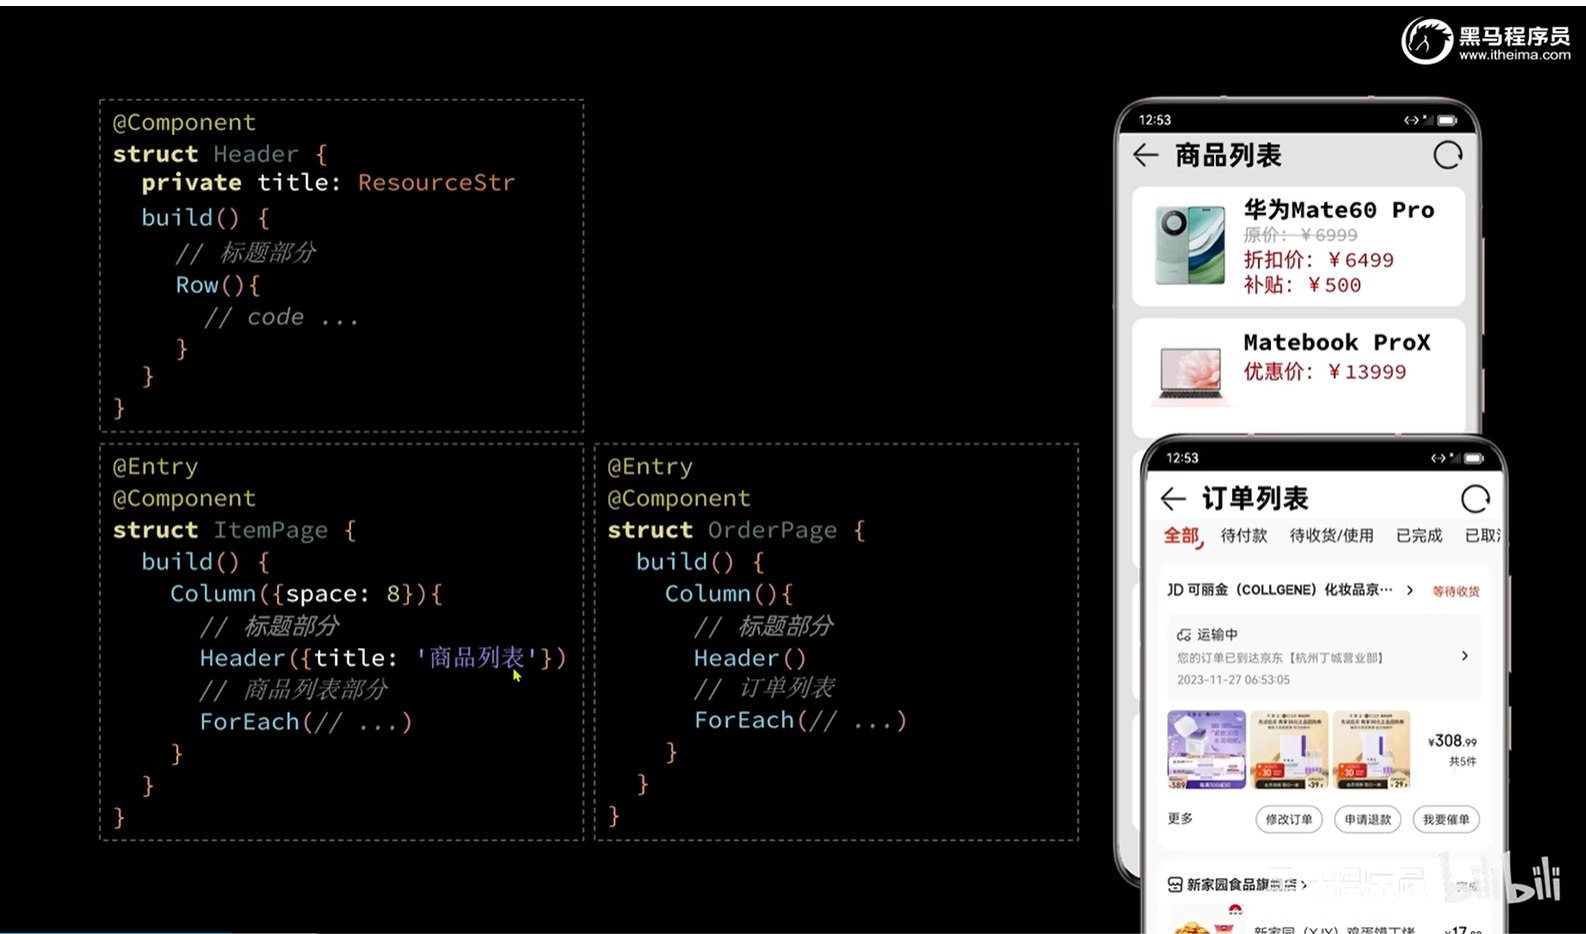 黑马程序员
www.itheima.com
@Component
struct Header {
private title: ResourceStr
build() {
// 标题部分
Row(){
// code ...
}
}
}
@Entry
@Component
struct ItemPage {
build() {
Column({space: 8}){
// 标题部分
Header({title: '商品列表'})
// 商品列表部分
ForEach(// ...)
}
}
}
@Entry
@Component
struct OrderPage {
build() {
Column(){
// 标题部分
Header()
// 订单列表
ForEach(// ...)
}
}
}
12:53
商品列表
华为Mate60 Pro
原价：￥6999
折扣价：￥6499
补贴：￥500
Matebook ProX
优惠价：￥13999
12:53
订单列表
全部 待付款 待收货/使用 已完成 已取消
JD 可丽金（COLLGENE）化妆品京… > 等待收货
运输中
您的订单已到达京东【杭州丁城营业部】
2023-11-27 06:53:05
¥308.99
共5件
更多 修改订单 申请退款 我要催单
新家园食品旗舰店 > 完成
bilibili